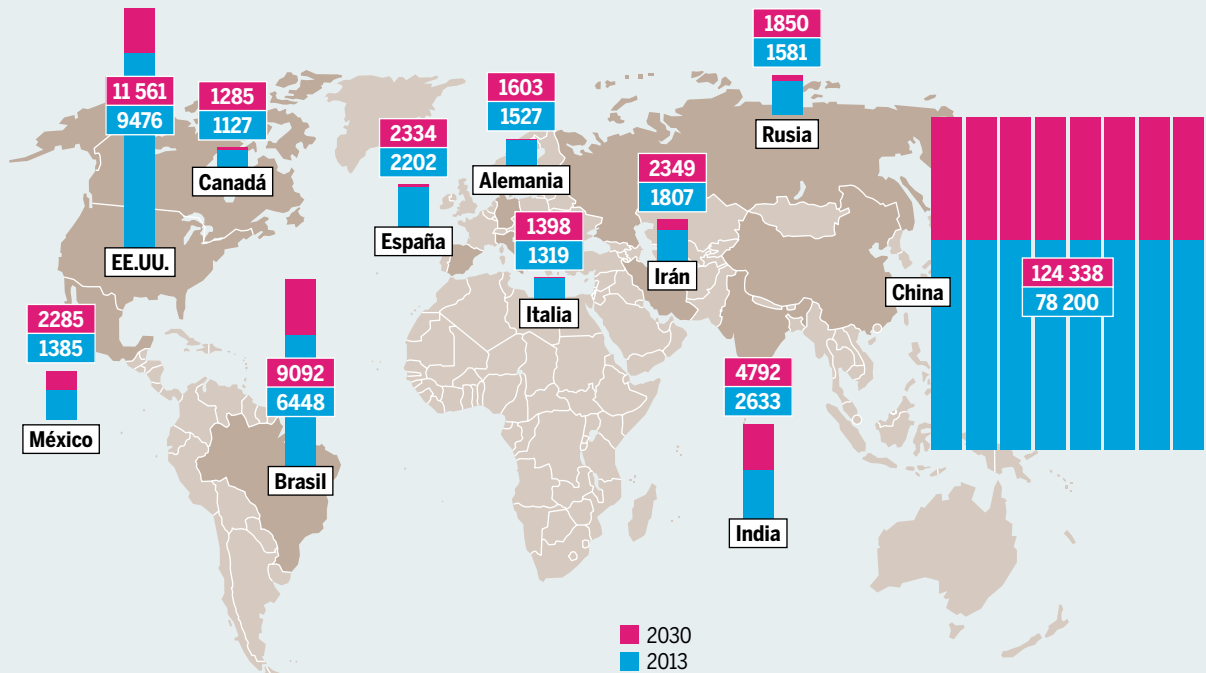 11 561
9476
EE.UU.
1285
1127
Canadá
2285
1385
México
9092
6448
Brasil
2334
2202
España
1603
1527
Alemania
1398
1319
Italia
2349
1807
Irán
1850
1581
Rusia
4792
2633
India
China
124 338
78 200
2030
2013